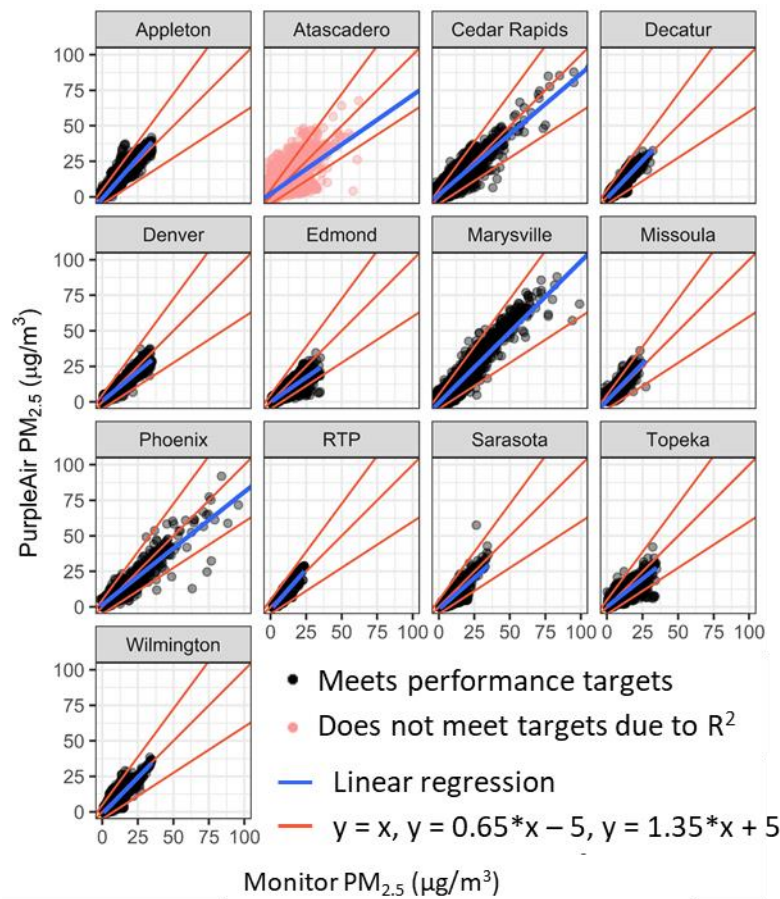 Appleton Atascadero Cedar Rapids Decatur
100
75
50
25
0
Denver Edmond Marysville Missoula
100
75
50
25
0
PurpleAir PM2.5 (µg/m³)
Phoenix RTP Sarasota Topeka
100
75
50
25
0
0 25 50 75 100 0 25 50 75 100 0 25 50 75 100
Wilmington
100
75
50
25
0
0 25 50 75 100
Meets performance targets
Does not meet targets due to R²
Linear regression
y = x, y = 0.65*x – 5, y = 1.35*x + 5
Monitor PM2.5 (µg/m³)